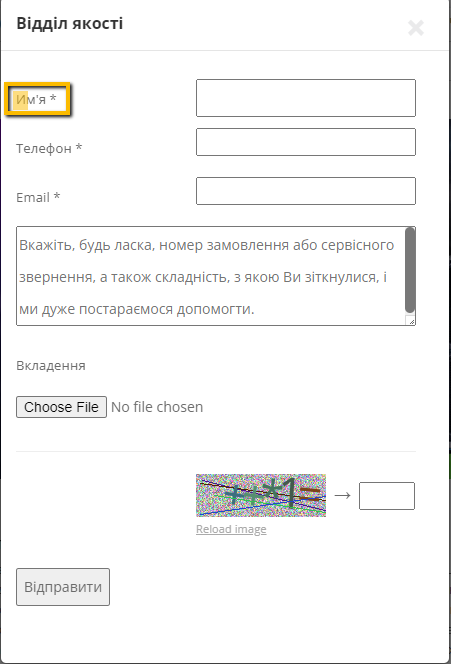 Відділ якості
×
Им'я *
Телефон *
Email *
Вкажіть, будь ласка, номер замовлення або сервісного
звернення, а також складність, з якою Ви зіткнулися, і
ми дуже постараємося допомогти.
Вкладення
Choose File No file chosen
→
Reload image
Відправити